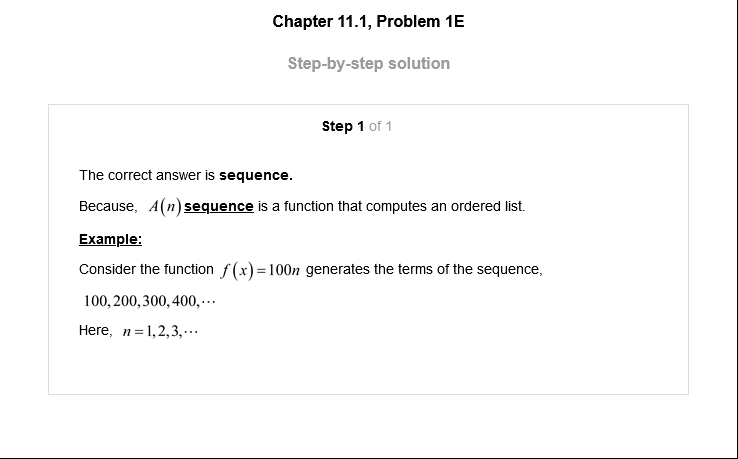 Chapter 11.1, Problem 1E
Step-by-step solution
Step 1 of 1
The correct answer is sequence.
Because, A(n) sequence is a function that computes an ordered list.
Example:
Consider the function f(x)=100n generates the terms of the sequence,
100,200,300,400,⋯
Here, n=1,2,3,⋯